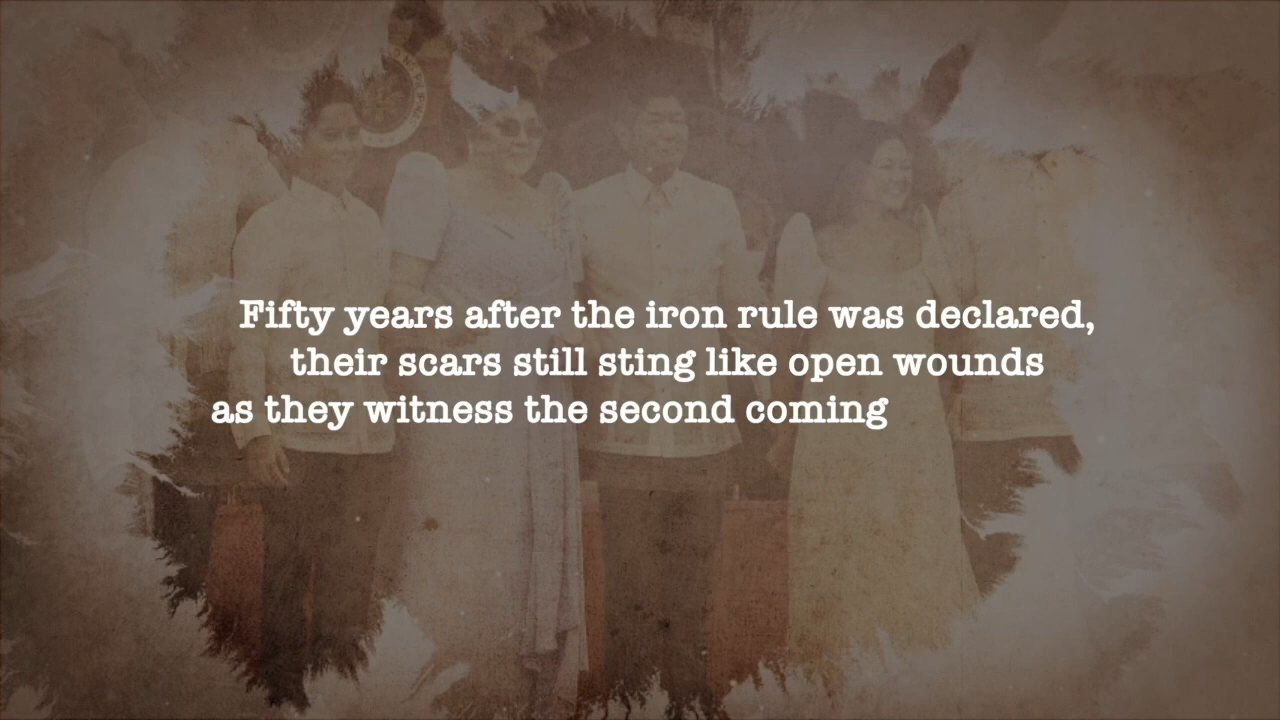 Fifty years after the iron rule was declared,
their scars still sting like open wounds
as they witness the second coming